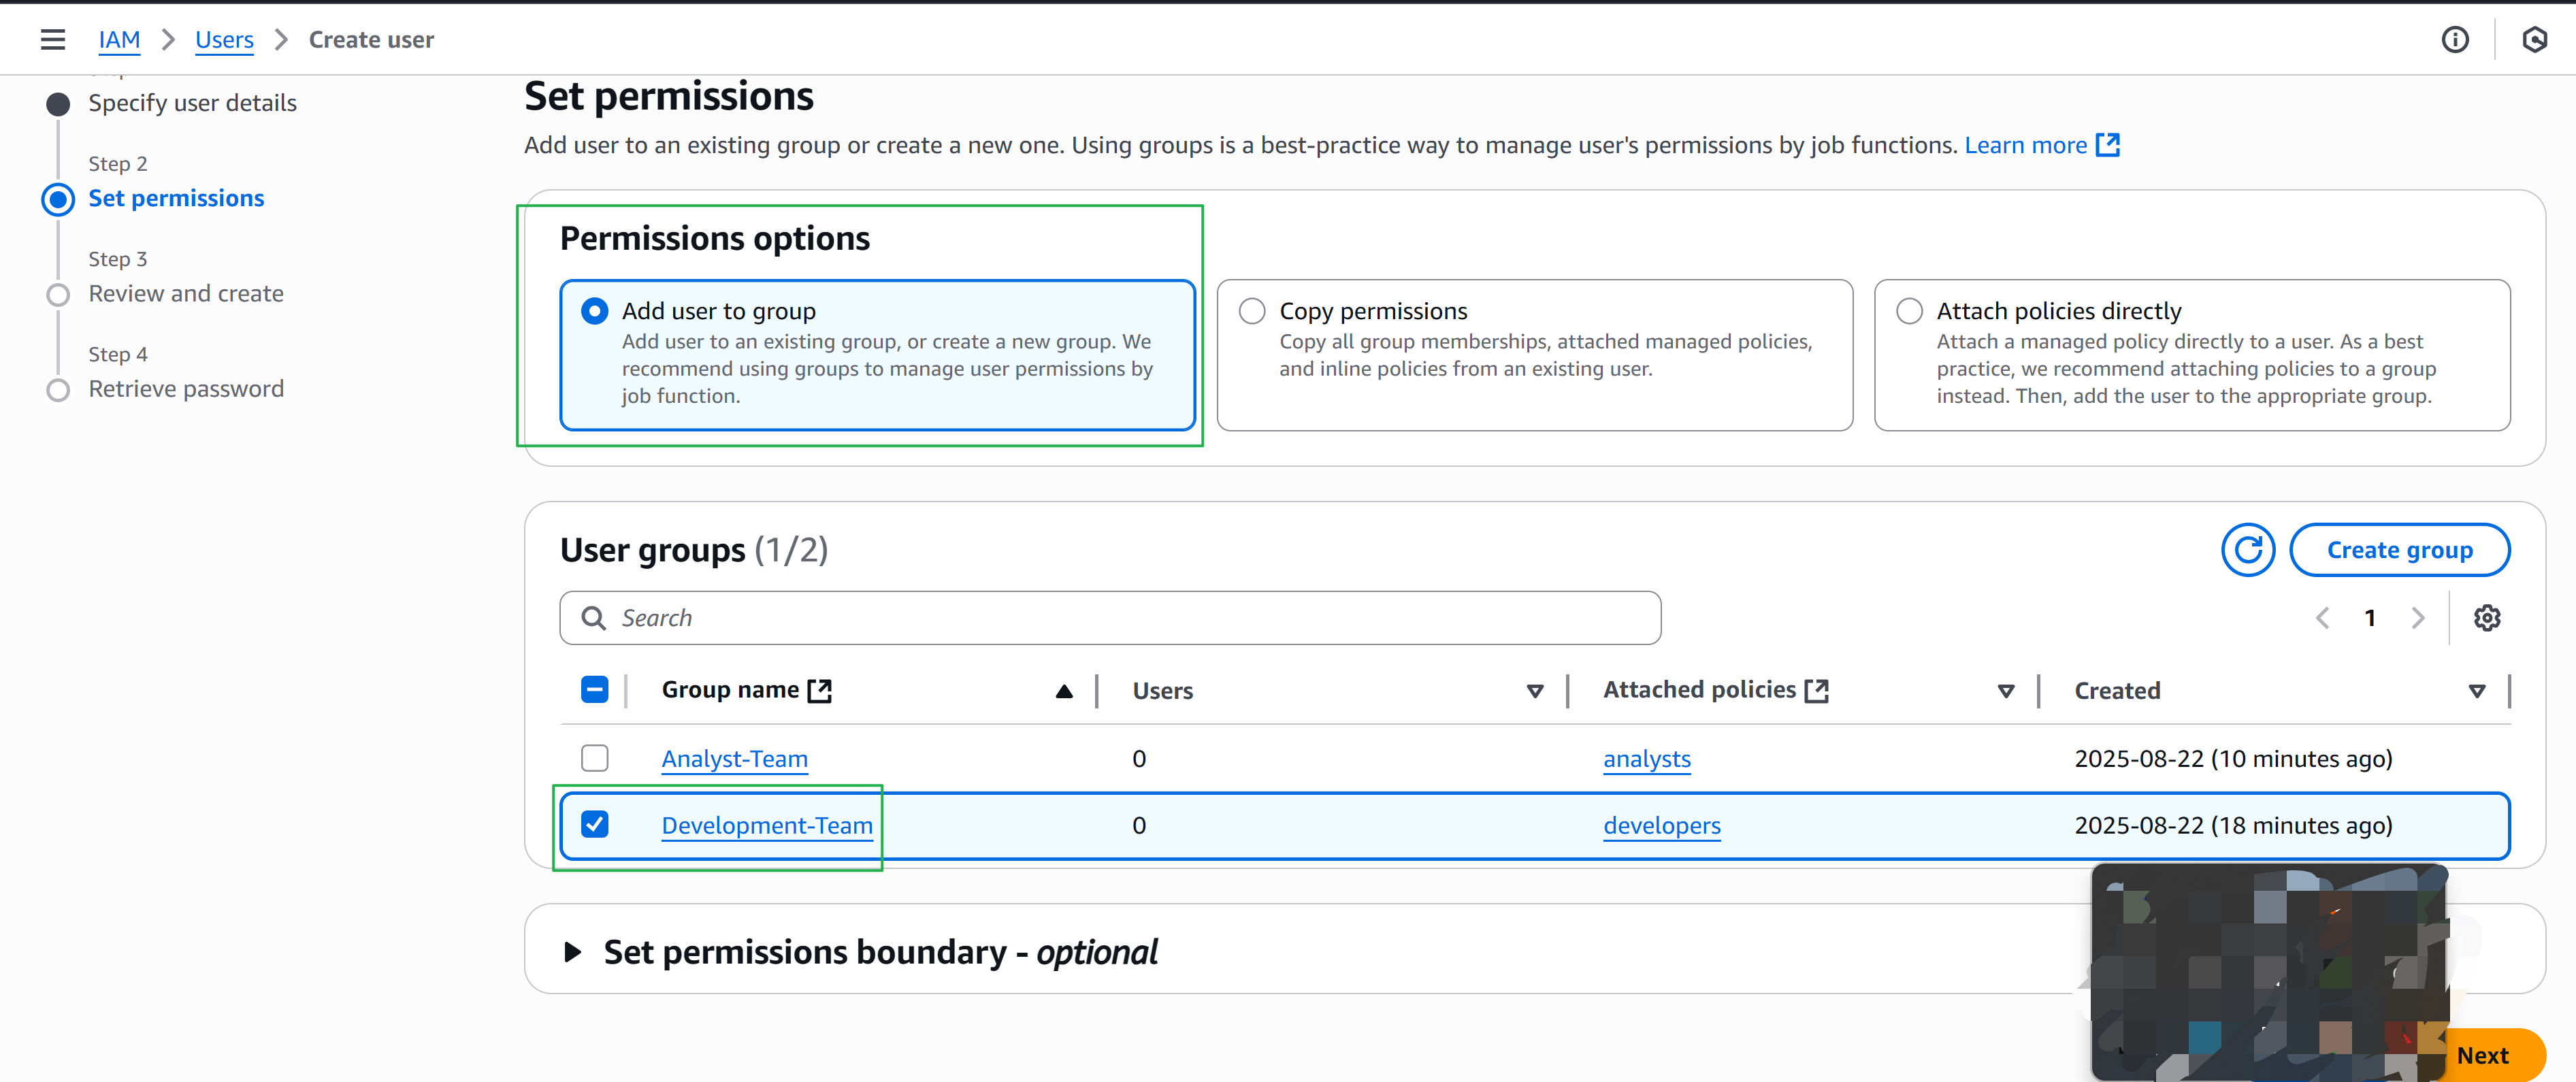 IAM > Users > Create user
Specify user details
Step 2
Set permissions
Step 3
Review and create
Step 4
Retrieve password
Set permissions
Add user to an existing group or create a new one. Using groups is a best-practice way to manage user's permissions by job functions. Learn more
Permissions options
Add user to group
Add user to an existing group, or create a new group. We
recommend using groups to manage user permissions by
job function.
Copy permissions
Copy all group memberships, attached managed policies,
and inline policies from an existing user.
Attach policies directly
Attach a managed policy directly to a user. As a best
practice, we recommend attaching policies to a group
instead. Then, add the user to the appropriate group.
User groups (1/2)
Create group
Search
1
Group name Users Attached policies Created
Analyst-Team 0 analysts 2025-08-22 (10 minutes ago)
Development-Team 0 developers 2025-08-22 (18 minutes ago)
Set permissions boundary - optional
Next